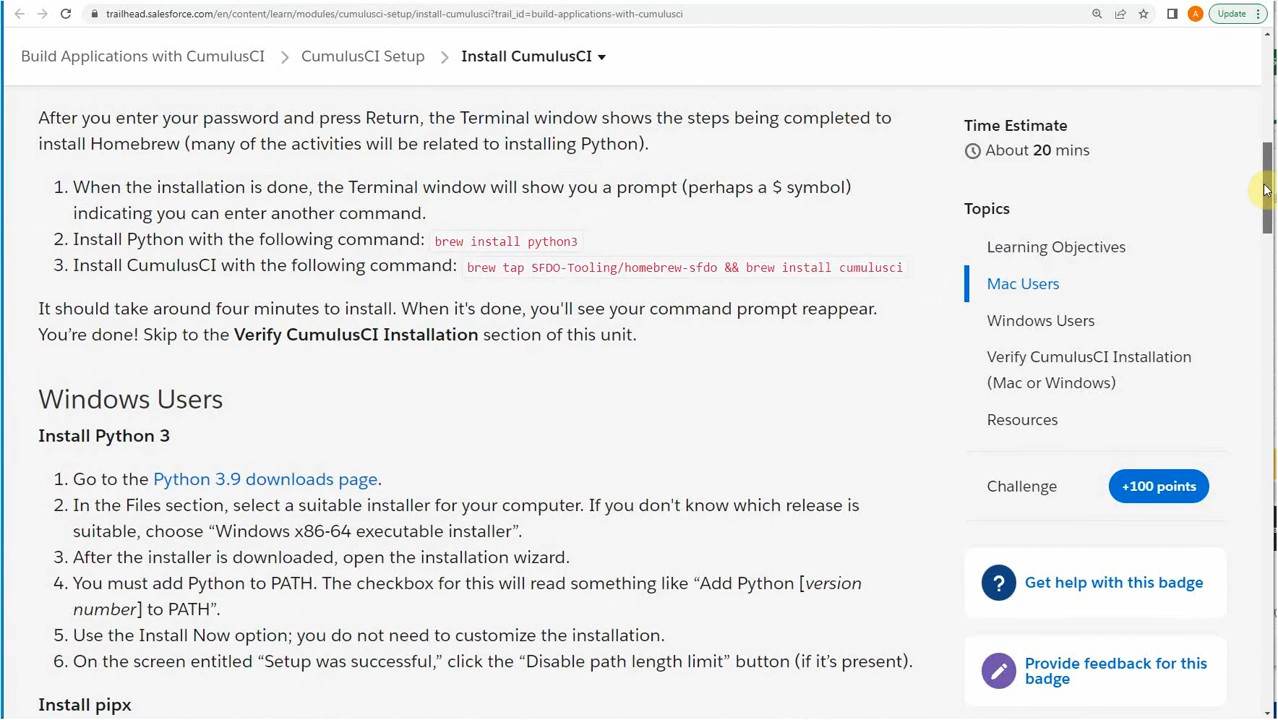 trailhead.salesforce.com/en/content/learn/modules/cumulusci-setup/install-cumulusci?trail_id=build-applications-with-cumulusci
A
Update
Build Applications with CumulusCI
CumulusCI Setup
Install CumulusCI
After you enter your password and press Return, the Terminal window shows the steps being completed to
install Homebrew (many of the activities will be related to installing Python).
1. When the installation is done, the Terminal window will show you a prompt (perhaps a $ symbol)
indicating you can enter another command.
2. Install Python with the following command: brew install python3
3. Install CumulusCI with the following command: brew tap SFDO-Tooling/homebrew-sfdo && brew install cumulusci
It should take around four minutes to install. When it's done, you'll see your command prompt reappear.
You’re done! Skip to the Verify CumulusCI Installation section of this unit.
Windows Users
Install Python 3
1. Go to the Python 3.9 downloads page.
2. In the Files section, select a suitable installer for your computer. If you don't know which release is
suitable, choose “Windows x86-64 executable installer”.
3. After the installer is downloaded, open the installation wizard.
4. You must add Python to PATH. The checkbox for this will read something like “Add Python [version
number] to PATH”.
5. Use the Install Now option; you do not need to customize the installation.
6. On the screen entitled “Setup was successful,” click the “Disable path length limit” button (if it’s present).
Install pipx
Time Estimate
About 20 mins
Topics
Learning Objectives
Mac Users
Windows Users
Verify CumulusCI Installation
(Mac or Windows)
Resources
Challenge
+100 points
?
Get help with this badge
Provide feedback for this
badge